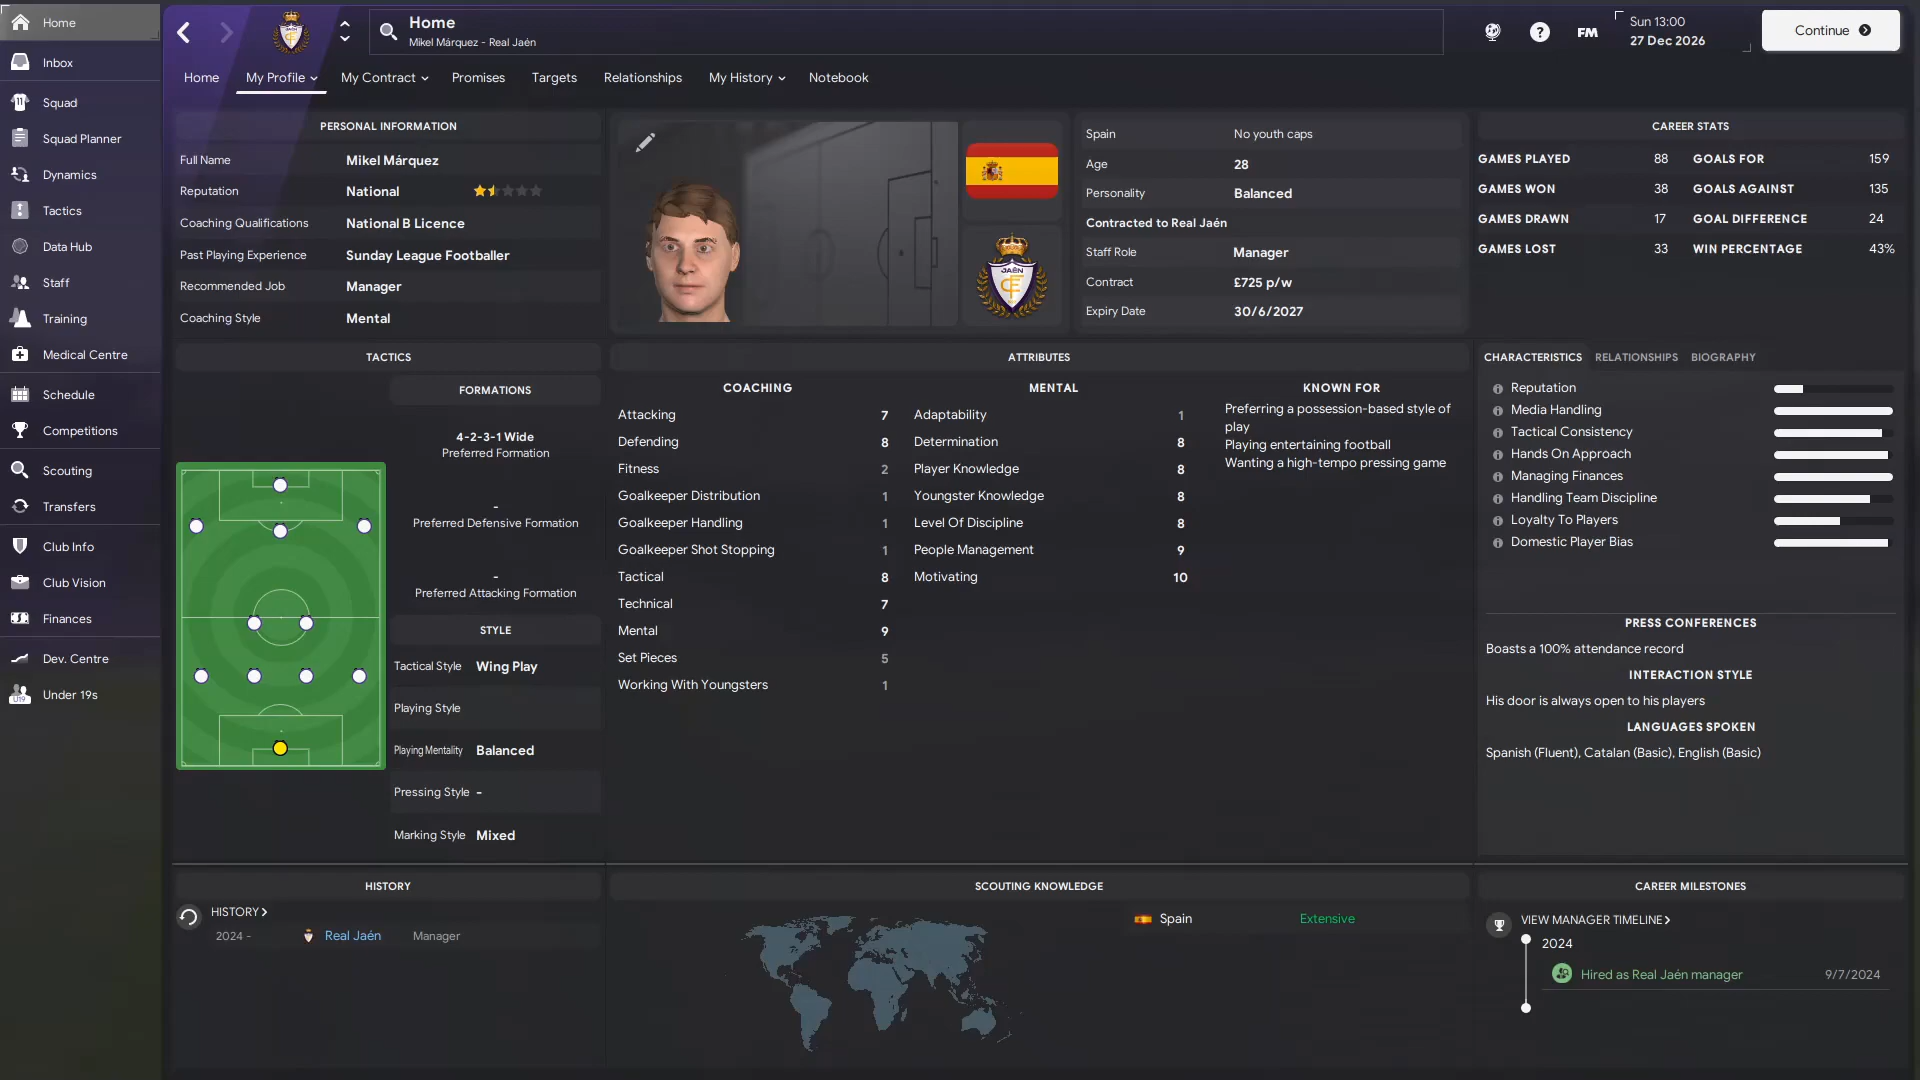 Home
Inbox
Squad
Squad Planner
Dynamics
Tactics
Data Hub
Staff
Training
Medical Centre
Schedule
Competitions
Scouting
Transfers
Club Info
Club Vision
Finances
Dev. Centre
Under 19s
Home
Mikel Márquez - Real Jaén
FM
Sun 13:00
27 Dec 2026
Continue
Home My Profile My Contract Promises Targets Relationships My History Notebook
PERSONAL INFORMATION
Full Name Mikel Márquez
Reputation National
Coaching Qualifications National B Licence
Past Playing Experience Sunday League Footballer
Recommended Job Manager
Coaching Style Mental
JAÉN
Spain No youth caps
Age 28
Personality Balanced
Contracted to Real Jaén
Staff Role Manager
Contract £725 p/w
Expiry Date 30/6/2027
CAREER STATS
GAMES PLAYED 88 GOALS FOR 159
GAMES WON 38 GOALS AGAINST 135
GAMES DRAWN 17 GOAL DIFFERENCE 24
GAMES LOST 33 WIN PERCENTAGE 43%
TACTICS
FORMATIONS
4-2-3-1 Wide
Preferred Formation
-
Preferred Defensive Formation
-
Preferred Attacking Formation
STYLE
Tactical Style Wing Play
Playing Style
Playing Mentality Balanced
Pressing Style -
Marking Style Mixed
ATTRIBUTES
COACHING
Attacking 7
Defending 8
Fitness 2
Goalkeeper Distribution 1
Goalkeeper Handling 1
Goalkeeper Shot Stopping 1
Tactical 8
Technical 7
Mental 9
Set Pieces 5
Working With Youngsters 1
MENTAL
Adaptability 1
Determination 8
Player Knowledge 8
Youngster Knowledge 8
Level Of Discipline 8
People Management 9
Motivating 10
KNOWN FOR
Preferring a possession-based style of
play
Playing entertaining football
Wanting a high-tempo pressing game
CHARACTERISTICS RELATIONSHIPS BIOGRAPHY
Reputation
Media Handling
Tactical Consistency
Hands On Approach
Managing Finances
Handling Team Discipline
Loyalty To Players
Domestic Player Bias
PRESS CONFERENCES
Boasts a 100% attendance record
INTERACTION STYLE
His door is always open to his players
LANGUAGES SPOKEN
Spanish (Fluent), Catalan (Basic), English (Basic)
HISTORY
HISTORY
2024 - Real Jaén Manager
SCOUTING KNOWLEDGE
Spain Extensive
CAREER MILESTONES
VIEW MANAGER TIMELINE
2024
Hired as Real Jaén manager 9/7/2024